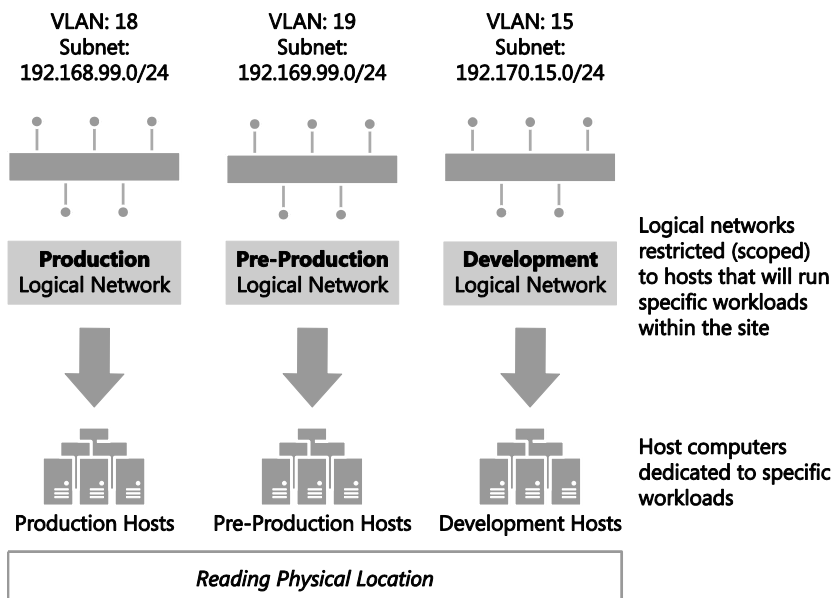 VLAN: 18
Subnet:
192.168.99.0/24
VLAN: 19
Subnet:
192.169.99.0/24
VLAN: 15
Subnet:
192.170.15.0/24
Production
Logical Network
Pre-Production
Logical Network
Development
Logical Network
Logical networks
restricted (scoped)
to hosts that will run
specific workloads
within the site
Production Hosts
Pre-Production Hosts
Development Hosts
Host computers
dedicated to specific
workloads
Reading Physical Location